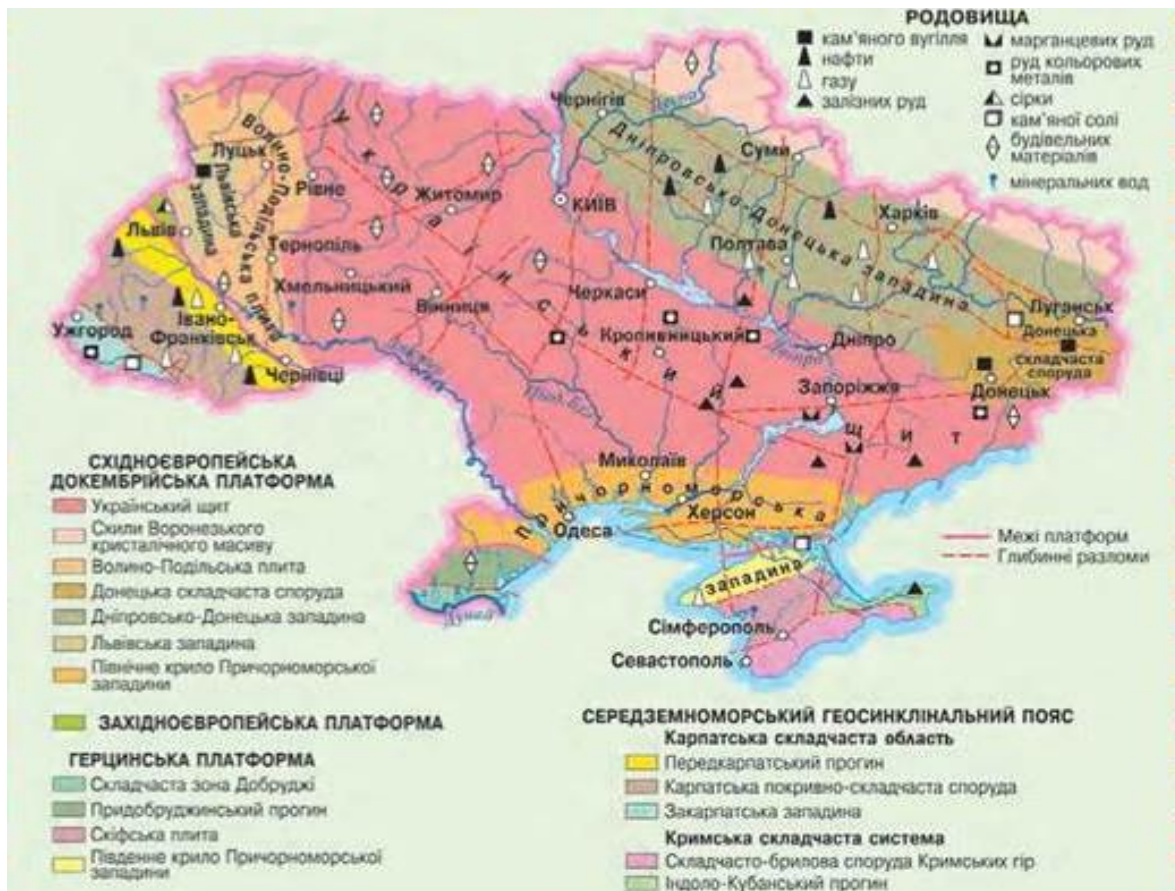 РОДОВИЩА
кам'яного вугілля
нафти
газу
залізних руд
марганцевих руд
руд кольорових
металів
сірки
кам'яної солі
будівельних
матеріалів
мінеральних вод
Чернігів
Десна
Суми
Луцьк
Рівне
Житомир
КИЇВ
Харків
Львів
Тернопіль
Хмельницький
Вінниця
Черкаси
Полтава
Луганськ
Ужгород
Івано-
Франківськ
Чернівці
Кропивницький
Дніпро
Дніпро
Запоріжжя
Донецьк
Миколаїв
Одеса
Херсон
Дунай
Сімферополь
Севастополь
Волино-Подільська плита
Львівська
западина
Український щит
Дніпровсько-Донецька западина
Донецька
складчаста
споруда
Причорноморська
западина
СХІДНОЄВРОПЕЙСЬКА
ДОКЕМБРІЙСЬКА ПЛАТФОРМА
Український щит
Схили Воронезького
кристалічного масиву
Волино-Подільська плита
Донецька складчаста споруда
Дніпровсько-Донецька западина
Львівська западина
Північне крило Причорноморської
западини
ЗАХІДНОЄВРОПЕЙСЬКА ПЛАТФОРМА
ГЕРЦИНСЬКА ПЛАТФОРМА
Складчаста зона Добруджі
Придобруджинський прогин
Скіфська плита
Південне крило Причорноморської
западини
Межі платформ
Глибинні разломи
СЕРЕДЗЕМНОМОРСЬКИЙ ГЕОСИНКЛІНАЛЬНИЙ ПОЯС
Карпатська складчаста область
Передкарпатський прогин
Карпатська покривно-складчаста споруда
Закарпатська западина
Кримська складчаста система
Складчасто-брилова споруда Кримських гір
Індоло-Кубанський прогин